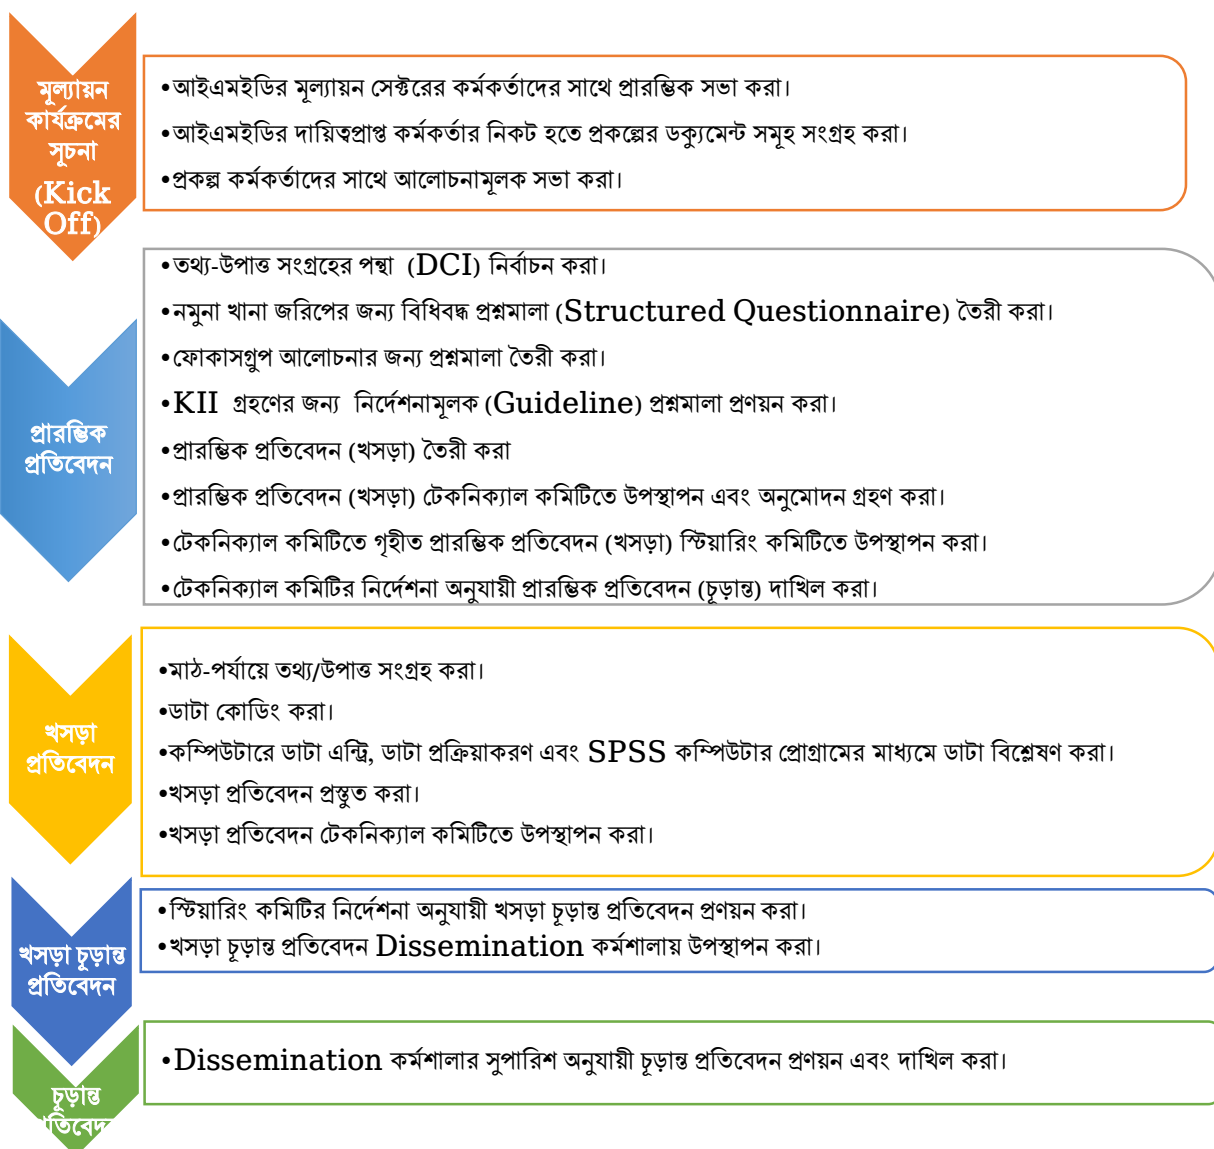 মূল্যায়ন
কার্যক্রমের
সূচনা
(Kick
Off)
•আইএমইডির মূল্যায়ন সেক্টরের কর্মকর্তাদের সাথে প্রারম্ভিক সভা করা।
•আইএমইডির দায়িত্বপ্রাপ্ত কর্মকর্তার নিকট হতে প্রকল্পের ডক্যুমেন্ট সমূহ সংগ্রহ করা।
•প্রকল্প কর্মকর্তাদের সাথে আলোচনামূলক সভা করা।
প্রারম্ভিক
প্রতিবেদন
•তথ্য-উপাত্ত সংগ্রহের পন্থা (DCI) নির্বাচন করা।
•নমুনা খানা জরিপের জন্য বিধিবদ্ধ প্রশ্নমালা (Structured Questionnaire) তৈরী করা।
•ফোকাসগ্রুপ আলোচনার জন্য প্রশ্নমালা তৈরী করা।
•KII গ্রহণের জন্য নির্দেশনামূলক (Guideline) প্রশ্নমালা প্রণয়ন করা।
•প্রারম্ভিক প্রতিবেদন (খসড়া) তৈরী করা
•প্রারম্ভিক প্রতিবেদন (খসড়া) টেকনিক্যাল কমিটিতে উপস্থাপন এবং অনুমোদন গ্রহণ করা।
•টেকনিক্যাল কমিটিতে গৃহীত প্রারম্ভিক প্রতিবেদন (খসড়া) স্টিয়ারিং কমিটিতে উপস্থাপন করা।
•টেকনিক্যাল কমিটির নির্দেশনা অনুযায়ী প্রারম্ভিক প্রতিবেদন (চূড়ান্ত) দাখিল করা।
খসড়া
প্রতিবেদন
•মাঠ-পর্যায়ে তথ্য/উপাত্ত সংগ্রহ করা।
•ডাটা কোডিং করা।
•কম্পিউটারে ডাটা এন্ট্রি, ডাটা প্রক্রিয়াকরণ এবং SPSS কম্পিউটার প্রোগ্রামের মাধ্যমে ডাটা বিশ্লেষণ করা।
•খসড়া প্রতিবেদন প্রস্তুত করা।
•খসড়া প্রতিবেদন টেকনিক্যাল কমিটিতে উপস্থাপন করা।
খসড়া চূড়ান্ত
প্রতিবেদন
•স্টিয়ারিং কমিটির নির্দেশনা অনুযায়ী খসড়া চূড়ান্ত প্রতিবেদন প্রণয়ন করা।
•খসড়া চূড়ান্ত প্রতিবেদন Dissemination কর্মশালায় উপস্থাপন করা।
চূড়ান্ত
প্রতিবেদন
•Dissemination কর্মশালার সুপারিশ অনুযায়ী চূড়ান্ত প্রতিবেদন প্রণয়ন এবং দাখিল করা।